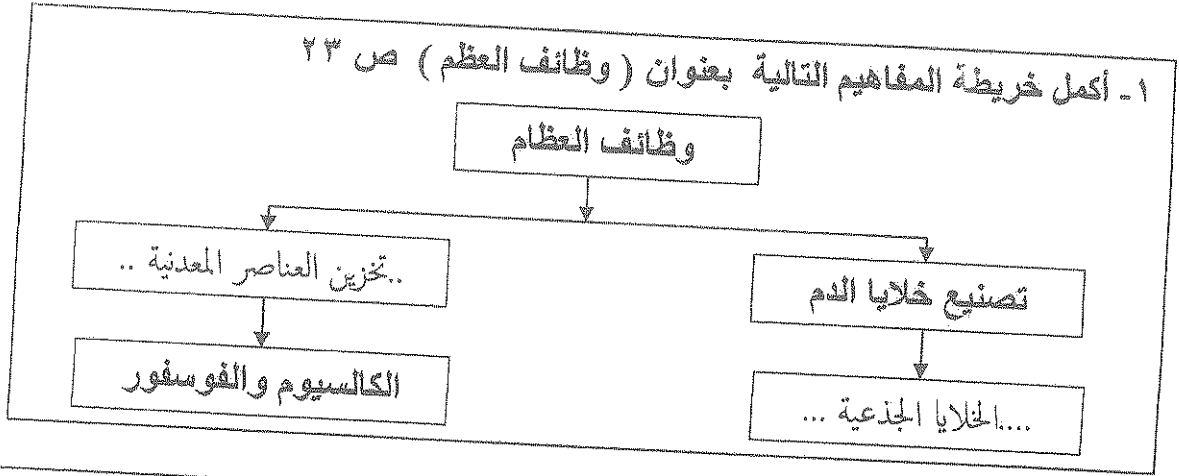 ١- أكمل خريطة المفاهيم التالية بعنوان ( وظائف العظم ) ص ٢٣
وظائف العظام
تصنيع خلايا الدم
..تخزين العناصر المعدنية ..
....الخلايا الجذعية ...
الكالسيوم والفوسفور